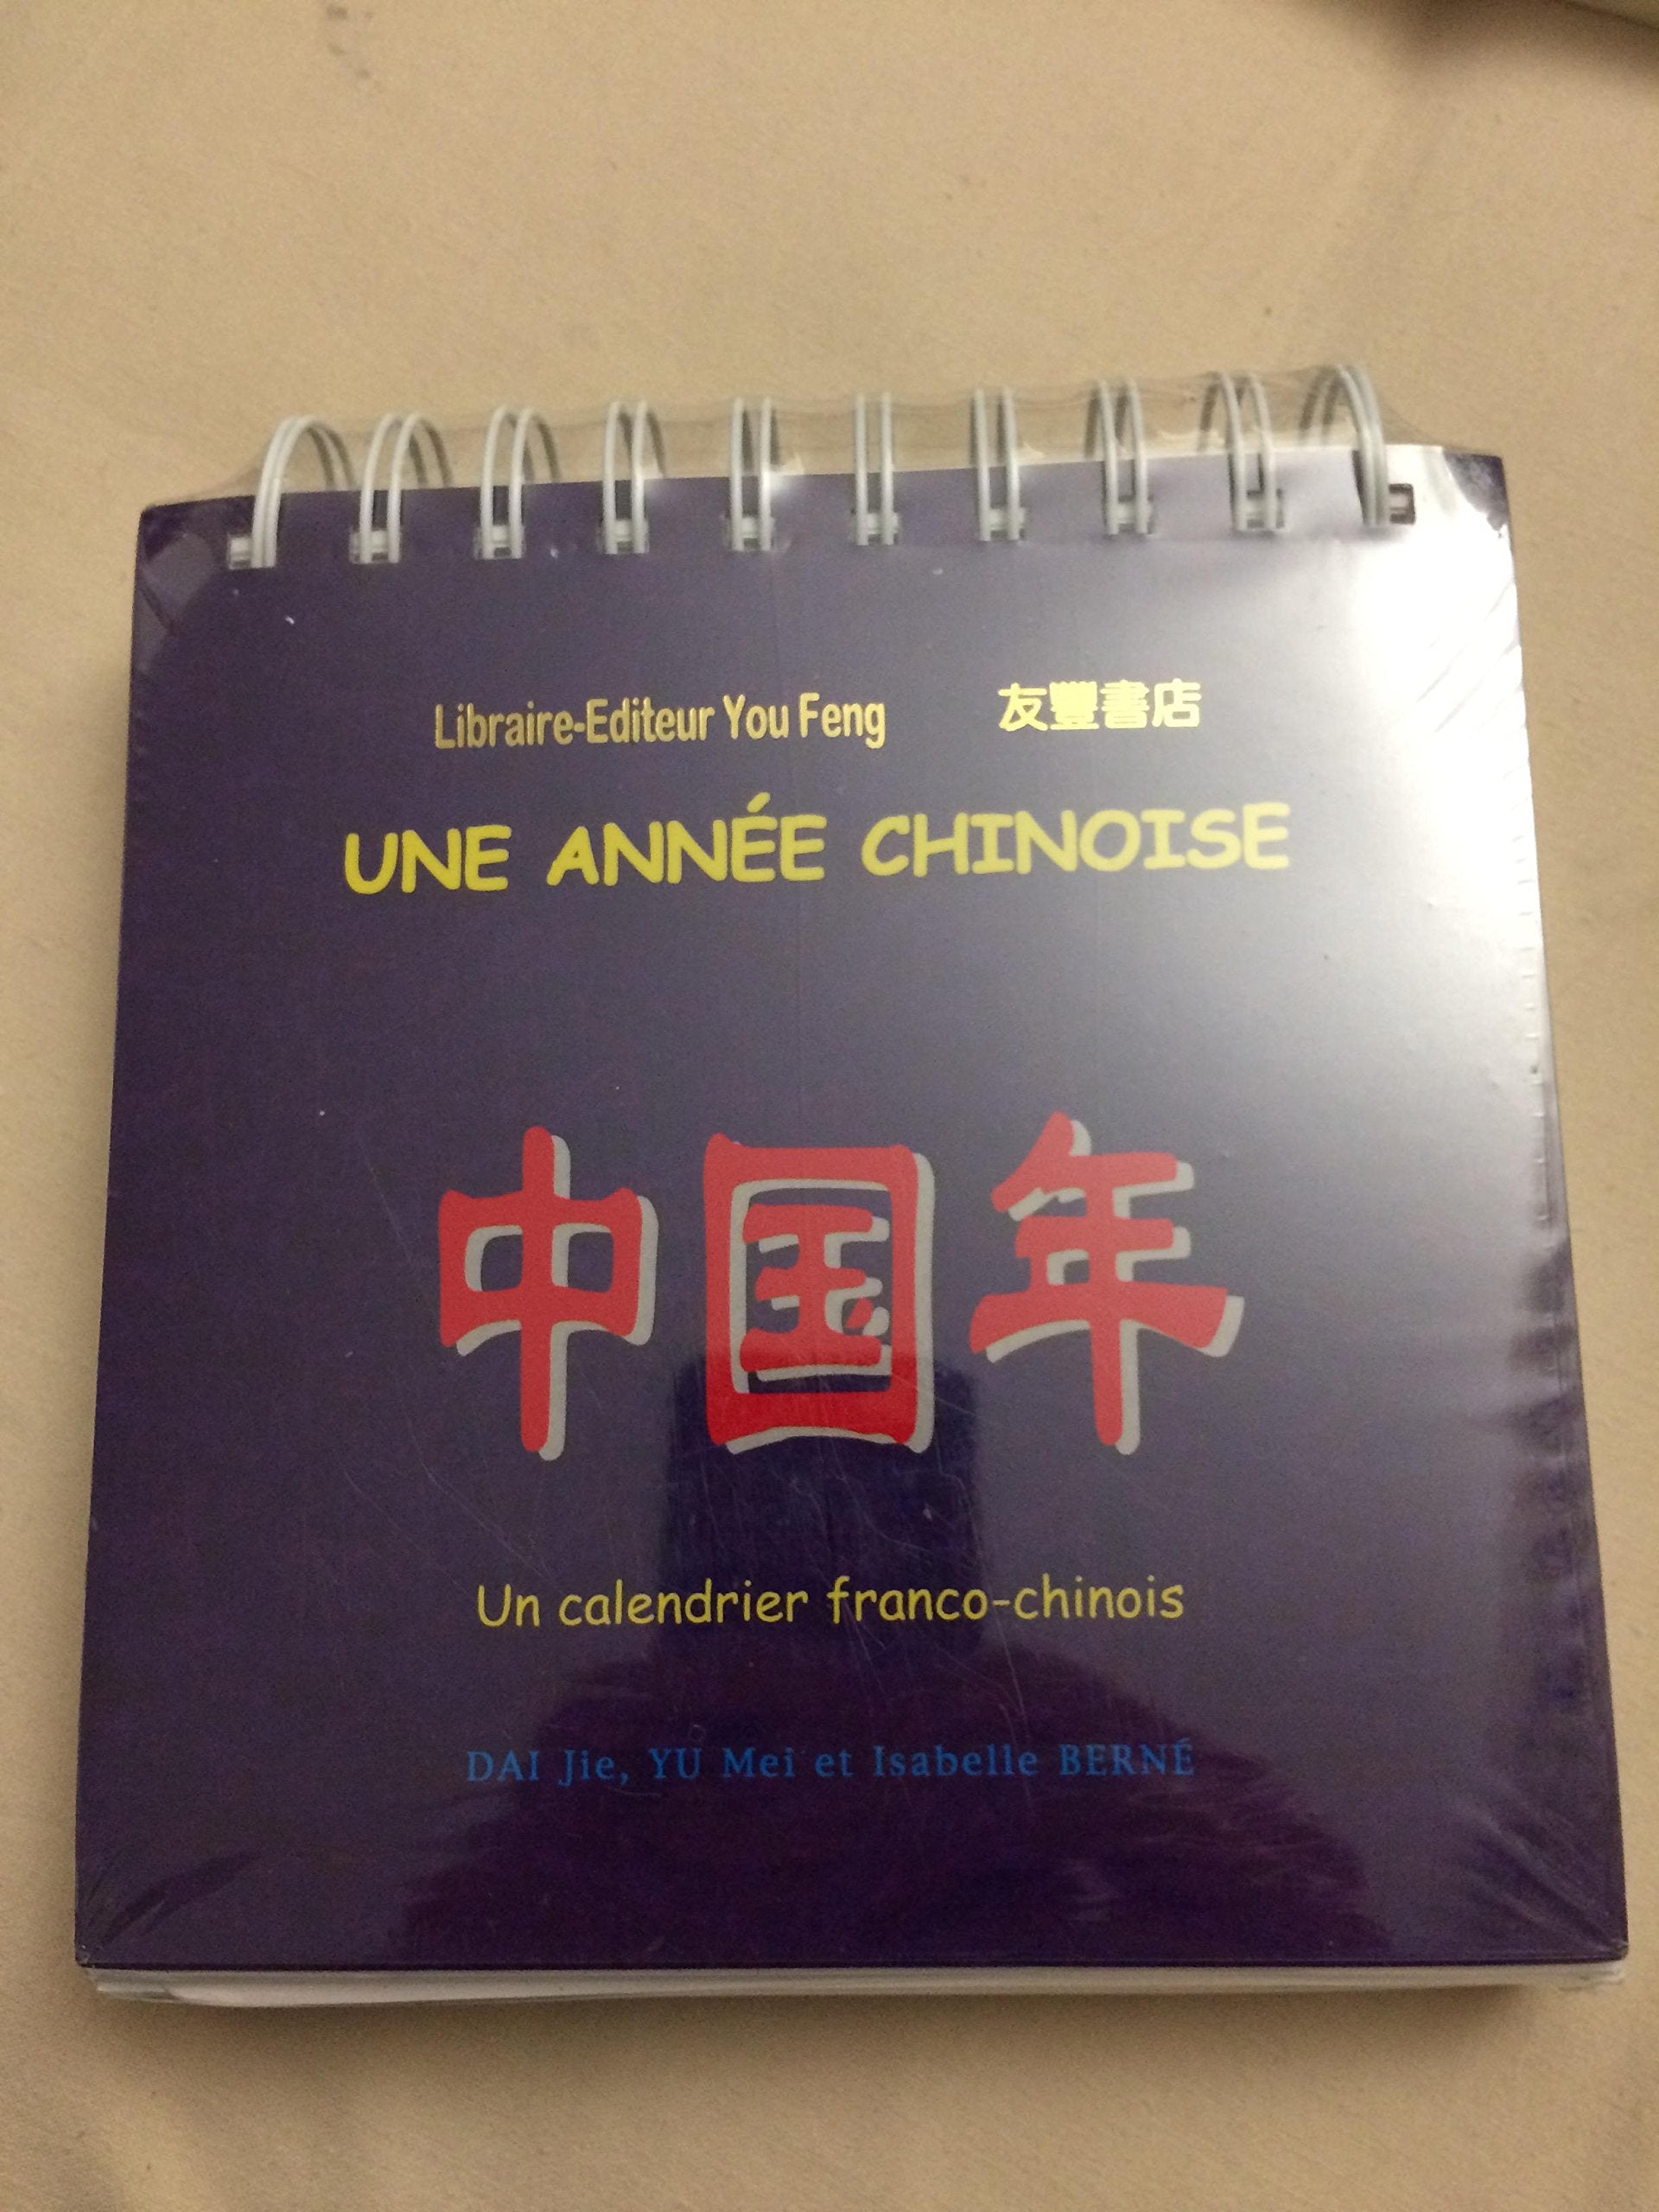 Libraire-Editeur You Feng 友豐書店
UNE ANNÉE CHINOISE
中国年
Un calendrier franco-chinois
DAI Jie, YU Mei et Isabelle BERNÉ